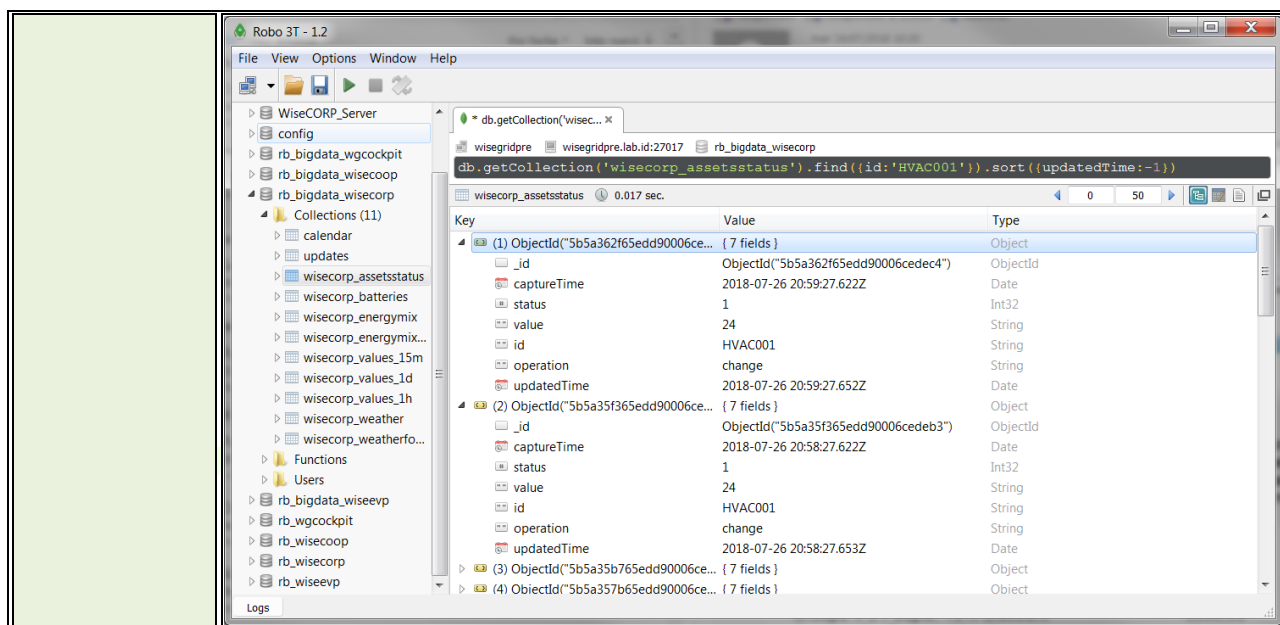 Robo 3T - 1.2
File View Options Window Help
WiseCORP_Server
config
rb_bigdata_wgcockpit
rb_bigdata_wisecoop
rb_bigdata_wisecorp
Collections (11)
calendar
updates
wisecorp_assetsstatus
wisecorp_batteries
wisecorp_energymix
wisecorp_energymix...
wisecorp_values_15m
wisecorp_values_1d
wisecorp_values_1h
wisecorp_weather
wisecorp_weatherfo...
Functions
Users
rb_bigdata_wiseevp
rb_wgcockpit
rb_wisecoop
rb_wisecorp
rb_wiseevp
* db.getCollection('wisec... ×
wisegridpre wisegridpre.lab.id:27017 rb_bigdata_wisecorp
db.getCollection('wisecorp_assetsstatus').find({id:'HVAC001'}).sort({updatedTime:-1})
wisecorp_assetsstatus 0.017 sec. 0 50
Key Value Type
(1) ObjectId("5b5a362f65edd90006ce... { 7 fields } Object
_id ObjectId("5b5a362f65edd90006cedec4") ObjectId
captureTime 2018-07-26 20:59:27.622Z Date
status 1 Int32
value 24 String
id HVAC001 String
operation change String
updatedTime 2018-07-26 20:59:27.652Z Date
(2) ObjectId("5b5a35f365edd90006ce... { 7 fields } Object
_id ObjectId("5b5a35f365edd90006cedeb3") ObjectId
captureTime 2018-07-26 20:58:27.622Z Date
status 1 Int32
value 24 String
id HVAC001 String
operation change String
updatedTime 2018-07-26 20:58:27.653Z Date
(3) ObjectId("5b5a35b765edd90006ce... { 7 fields } Object
(4) ObjectId("5b5a357b65edd90006ce... { 7 fields } Object
Logs